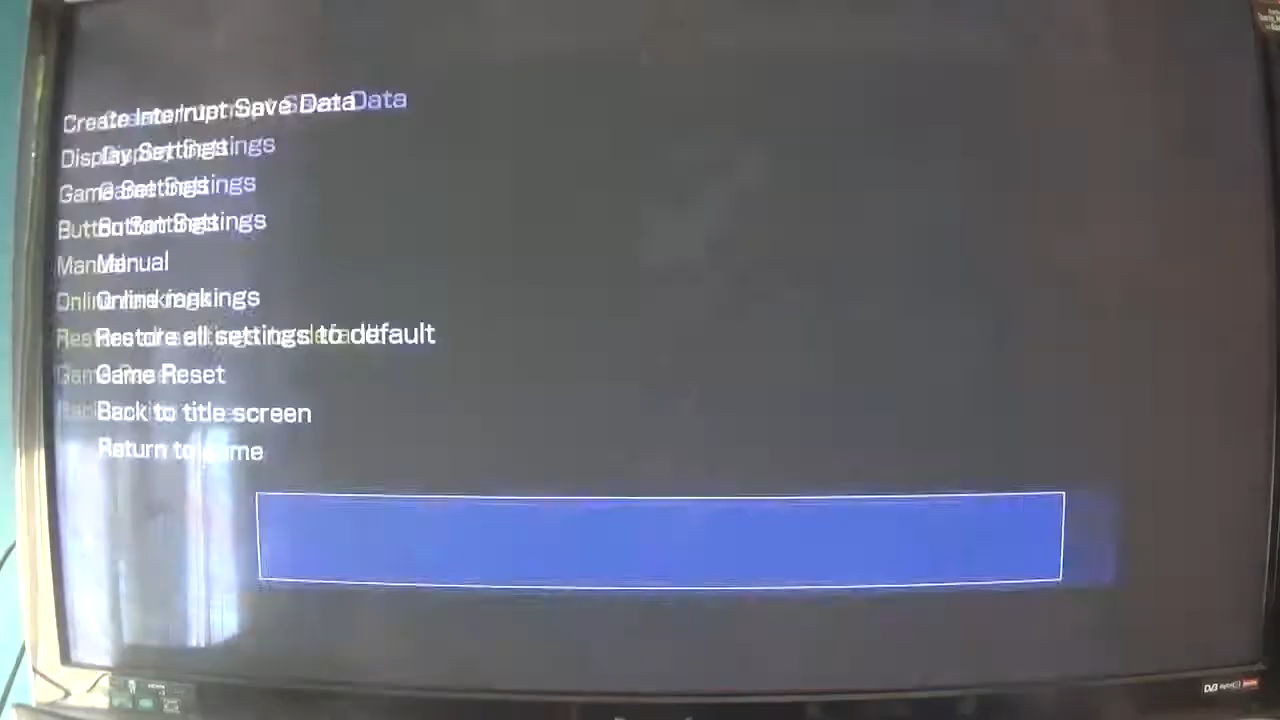 Create Interrupt Save Data
Display Settings
Game Settings
Button Settings
Manual
Online rankings
Restore all settings to default
Game Reset
Back to title screen
Return to game
DVB